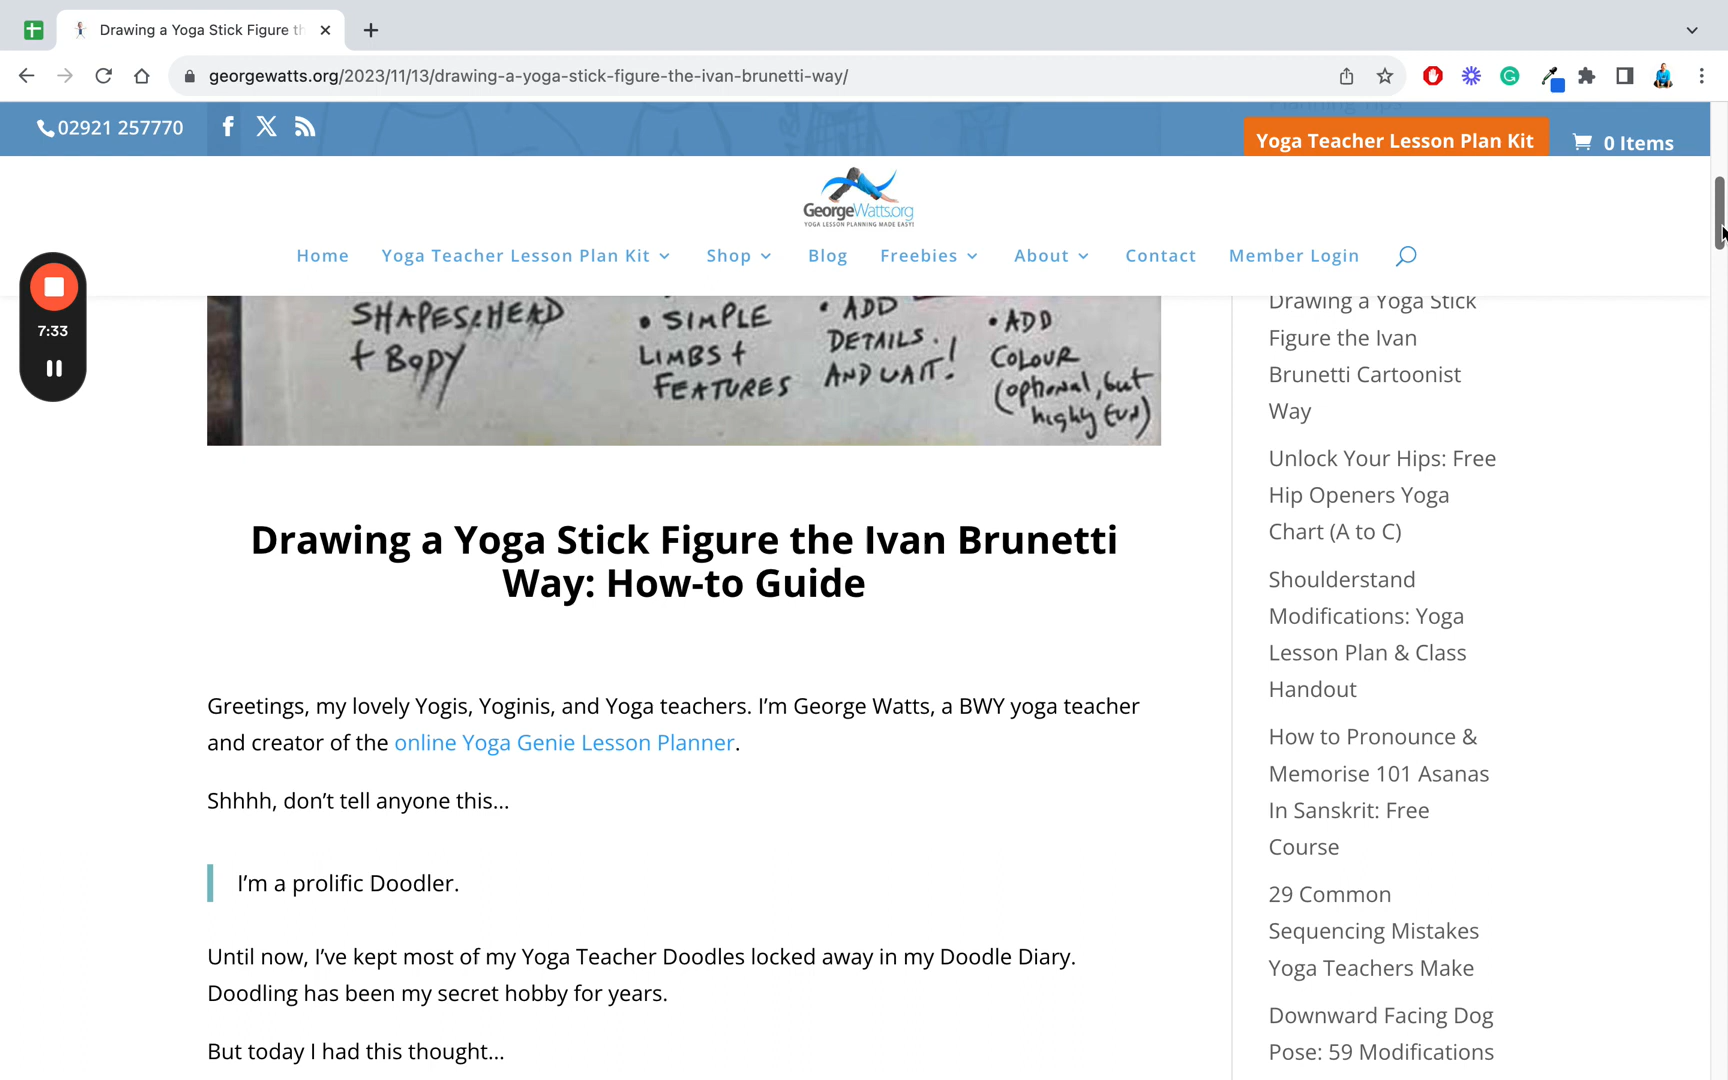 Drawing a Yoga Stick Figure th
georgewatts.org/2023/11/13/drawing-a-yoga-stick-figure-the-ivan-brunetti-way/
02921 257770
Yoga Teacher Lesson Plan Kit
0 Items
GeorgeWatts.org
YOGA LESSON PLANNING MADE EASY!
Home
Yoga Teacher Lesson Plan Kit
Shop
Blog
Freebies
About
Contact
Member Login
7:33
SHAPES: HEAD
+ BODY
• SIMPLE
LIMBS +
FEATURES
• ADD
DETAILS.
AND WAIT!
• ADD
COLOUR
(optional, but
highly fun)
Drawing a Yoga Stick Figure the Ivan Brunetti
Way: How-to Guide
Greetings, my lovely Yogis, Yoginis, and Yoga teachers. I’m George Watts, a BWY yoga teacher
and creator of the online Yoga Genie Lesson Planner.
Shhhh, don’t tell anyone this…
I’m a prolific Doodler.
Until now, I’ve kept most of my Yoga Teacher Doodles locked away in my Doodle Diary.
Doodling has been my secret hobby for years.
But today I had this thought…
Drawing a Yoga Stick
Figure the Ivan
Brunetti Cartoonist
Way
Unlock Your Hips: Free
Hip Openers Yoga
Chart (A to C)
Shoulderstand
Modifications: Yoga
Lesson Plan & Class
Handout
How to Pronounce &
Memorise 101 Asanas
In Sanskrit: Free
Course
29 Common
Sequencing Mistakes
Yoga Teachers Make
Downward Facing Dog
Pose: 59 Modifications